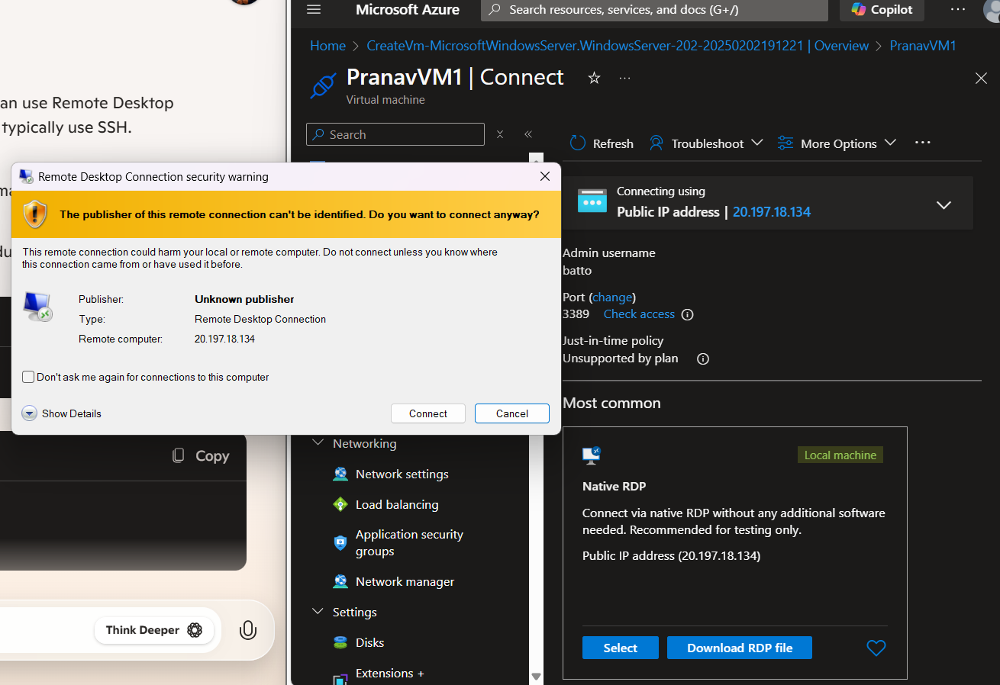 Microsoft Azure
Search resources, services, and docs (G+/)
Copilot
Home > CreateVm-MicrosoftWindowsServer.WindowsServer-202-20250202191221 | Overview > PranavVM1
PranavVM1 | Connect
Virtual machine
Search
Refresh
Troubleshoot
More Options
Connecting using
Public IP address | 20.197.18.134
Admin username
batto
Port (change)
3389 Check access
Just-in-time policy
Unsupported by plan
Most common
Local machine
Native RDP
Connect via native RDP without any additional software
needed. Recommended for testing only.
Public IP address (20.197.18.134)
Select
Download RDP file
Networking
Network settings
Load balancing
Application security
groups
Network manager
Settings
Disks
Extensions +
an use Remote Desktop
typically use SSH.
Remote Desktop Connection security warning
The publisher of this remote connection can't be identified. Do you want to connect anyway?
This remote connection could harm your local or remote computer. Do not connect unless you know where
this connection came from or have used it before.
Publisher: Unknown publisher
Type: Remote Desktop Connection
Remote computer: 20.197.18.134
Don't ask me again for connections to this computer
Show Details
Connect
Cancel
Copy
Think Deeper